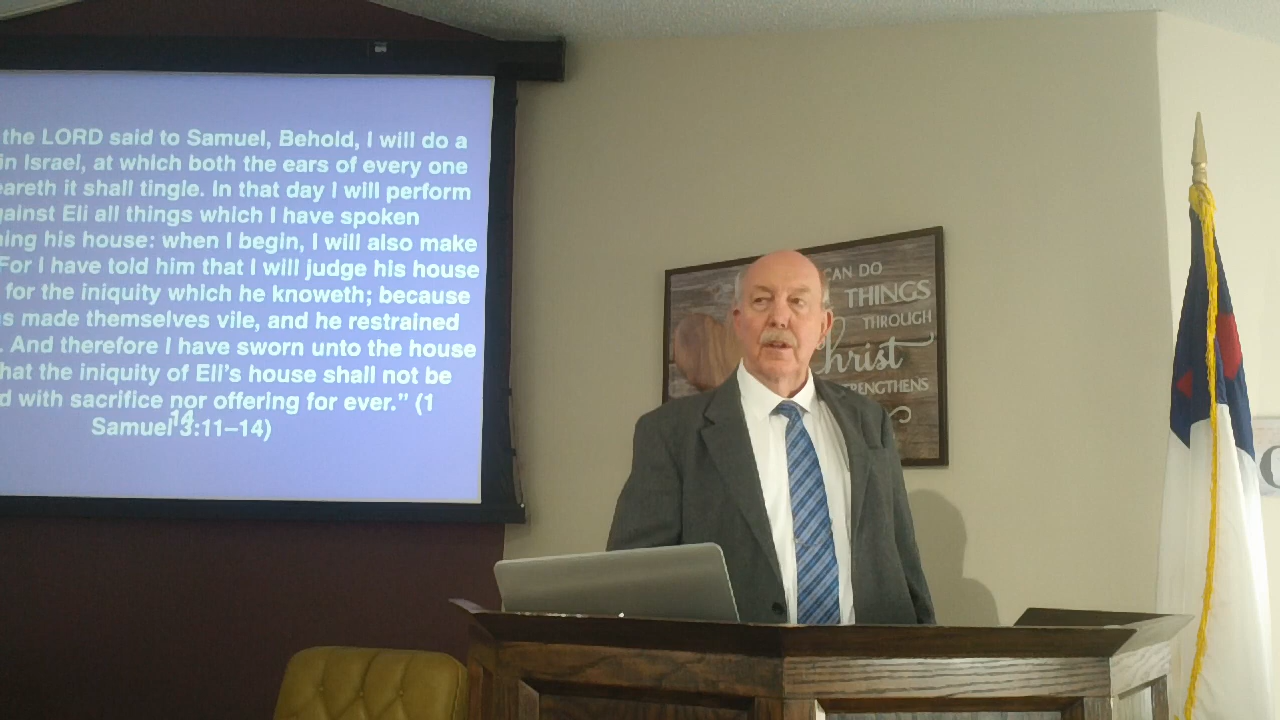 the LORD said to Samuel, Behold, I will do a
in Israel, at which both the ears of every one
eareth it shall tingle. In that day I will perform
gainst Eli all things which I have spoken
ning his house: when I begin, I will also make
For I have told him that I will judge his house
for the iniquity which he knoweth; because
s made themselves vile, and he restrained
. And therefore I have sworn unto the house
hat the iniquity of Eli's house shall not be
d with sacrifice nor offering for ever.” (1
14
Samuel 3:11–14)
CAN DO
THINGS
THROUGH
Christ
STRENGTHENS